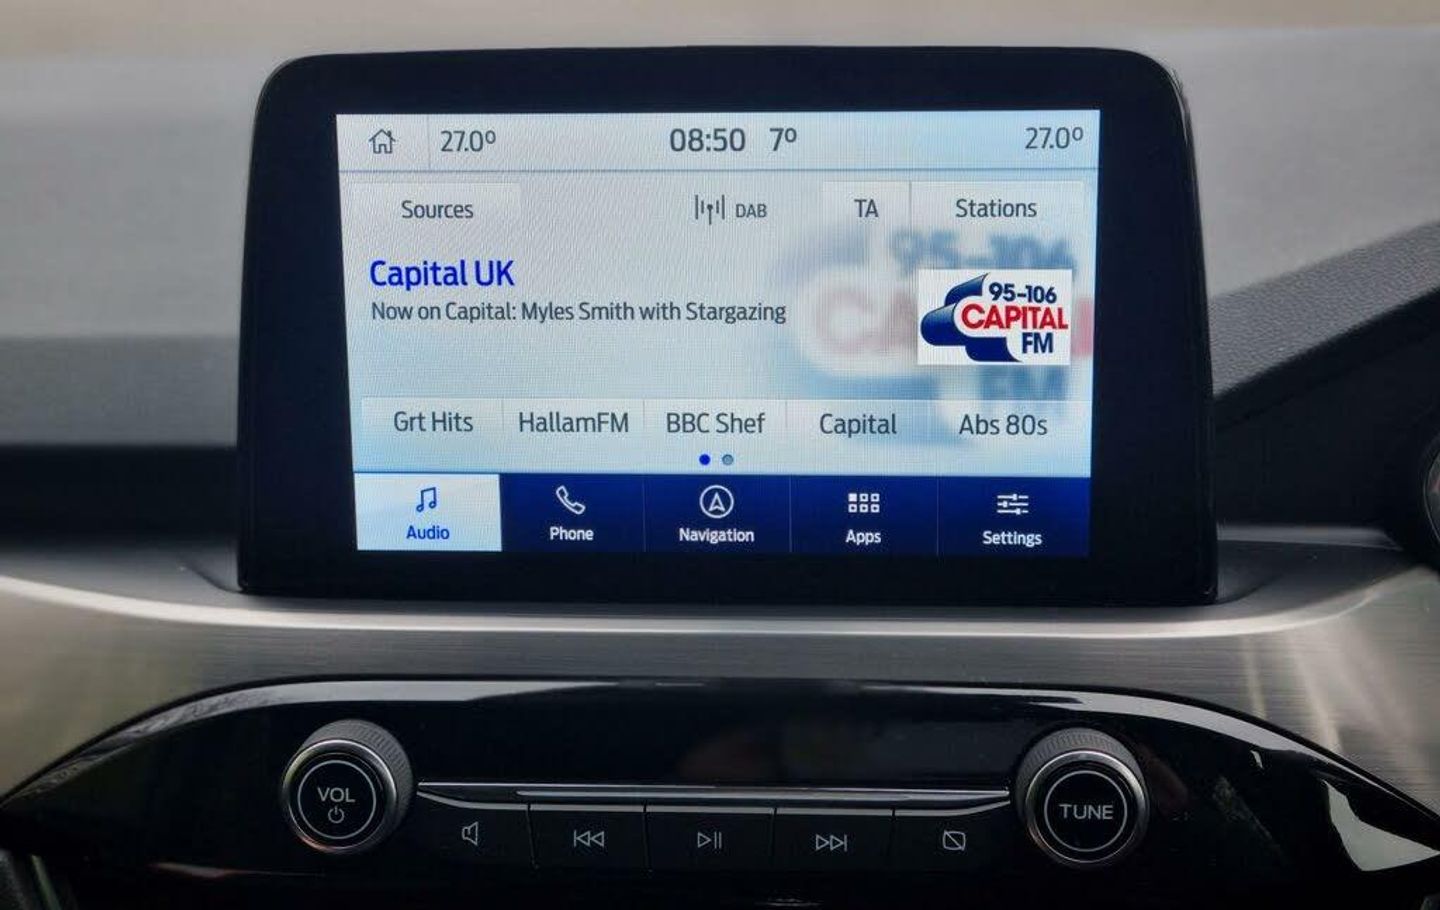 27.0° 08:50 7° 27.0°
Sources DAB TA Stations
95-106
Capital UK
Now on Capital: Myles Smith with Stargazing
95-106
CAPITAL
FM
Grt Hits HallamFM BBC Shef Capital Abs 80s
Audio Phone Navigation Apps Settings
VOL
TUNE